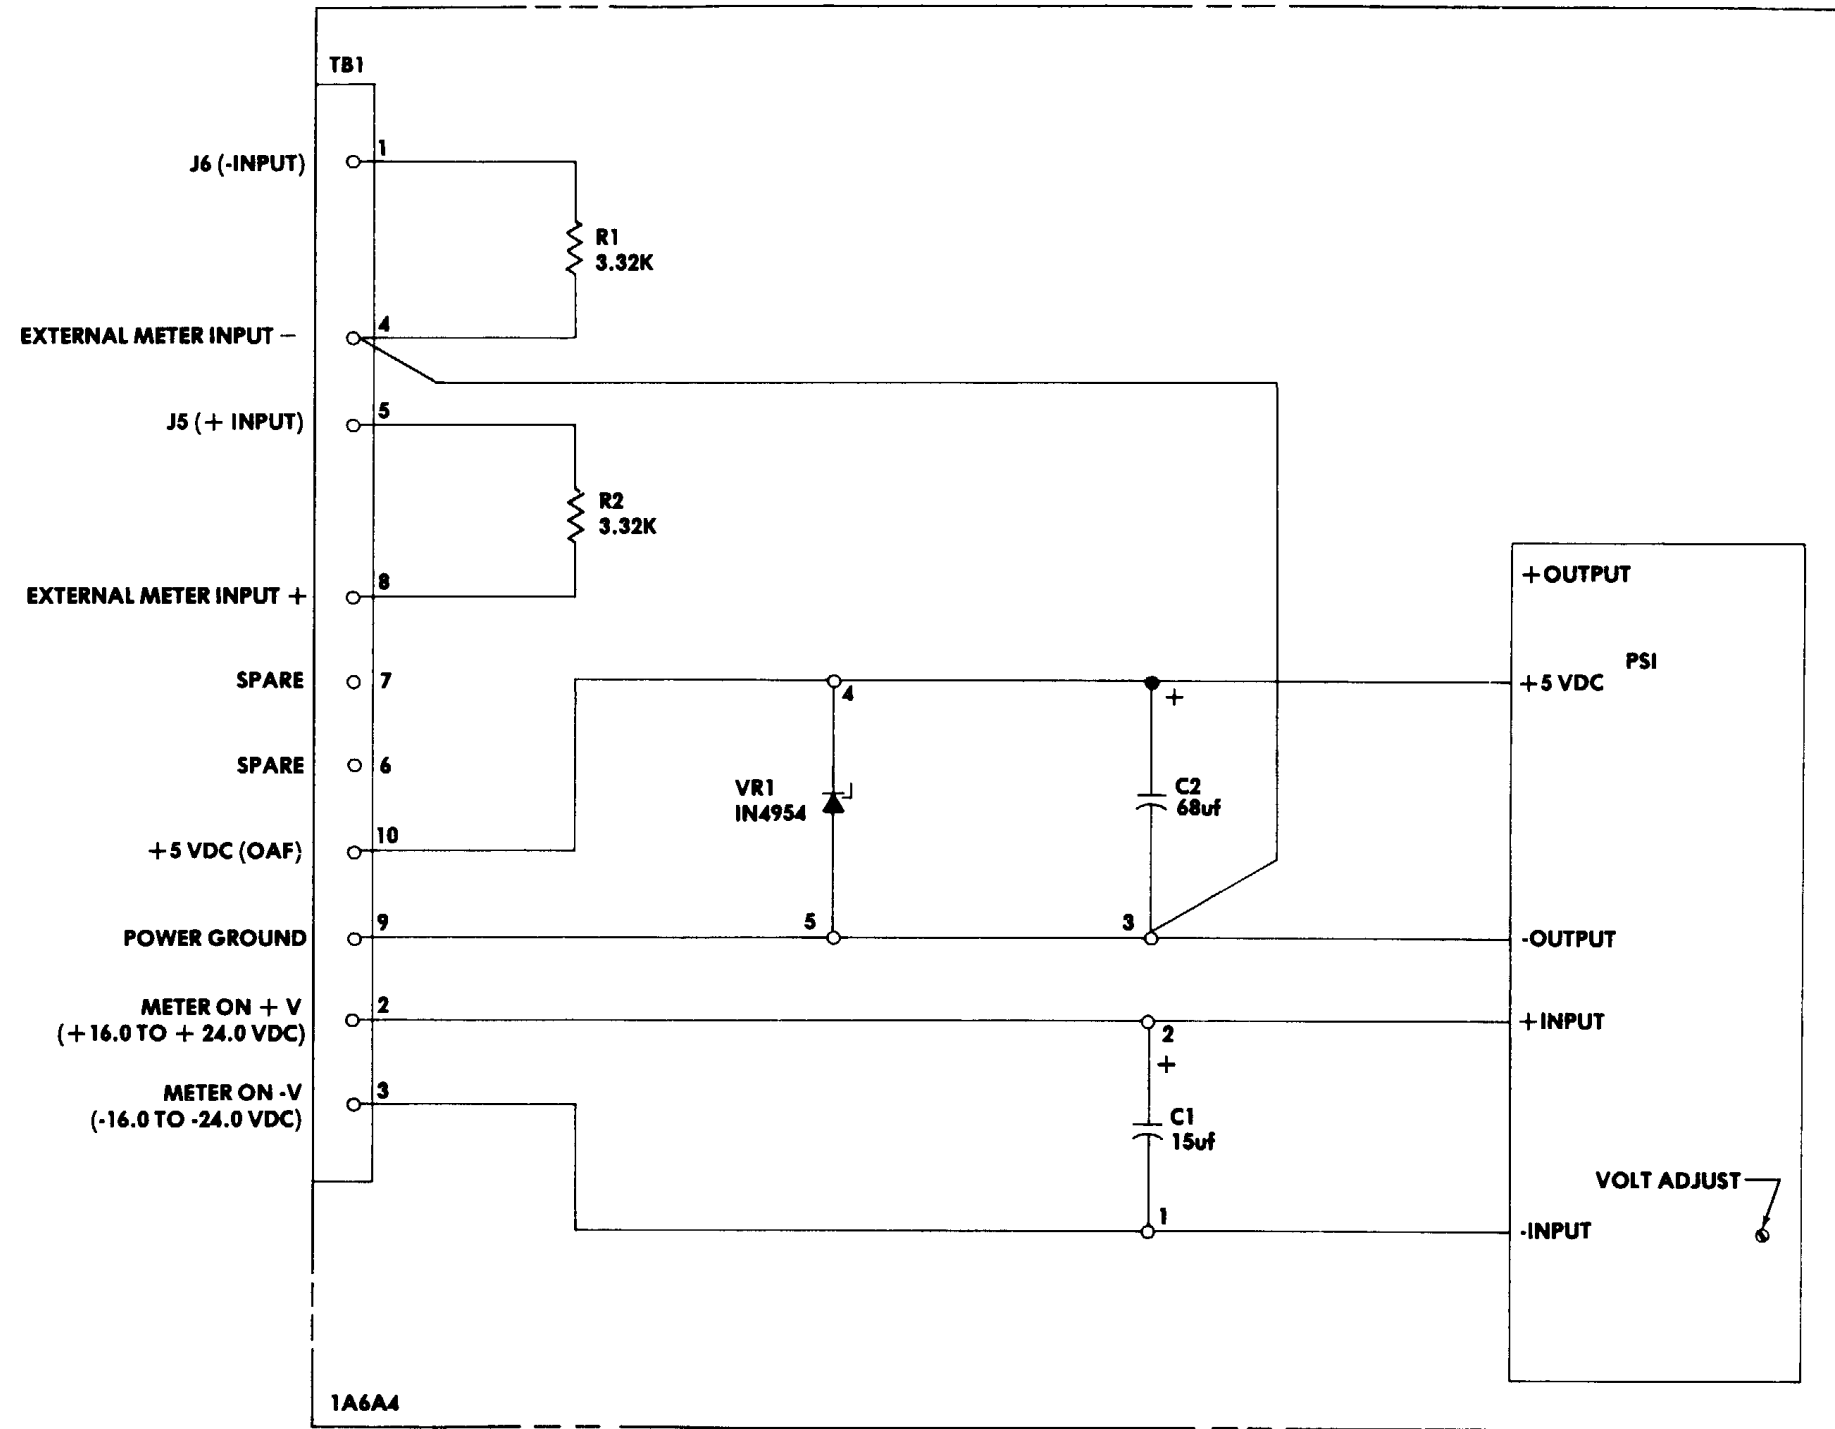 TB1
1
J6 (-INPUT)
R1
3.32K
4
EXTERNAL METER INPUT −
5
J5 (+ INPUT)
R2
3.32K
8
EXTERNAL METER INPUT +
+OUTPUT
PSI
SPARE
7
4
+
+5 VDC
SPARE
6
VR1
IN4954
C2
68uf
10
+5 VDC (OAF)
9
5
3
POWER GROUND
-OUTPUT
METER ON + V
(+16.0 TO + 24.0 VDC)
2
2
+
+INPUT
METER ON -V
(-16.0 TO -24.0 VDC)
3
C1
15uf
VOLT ADJUST
1
-INPUT
1A6A4